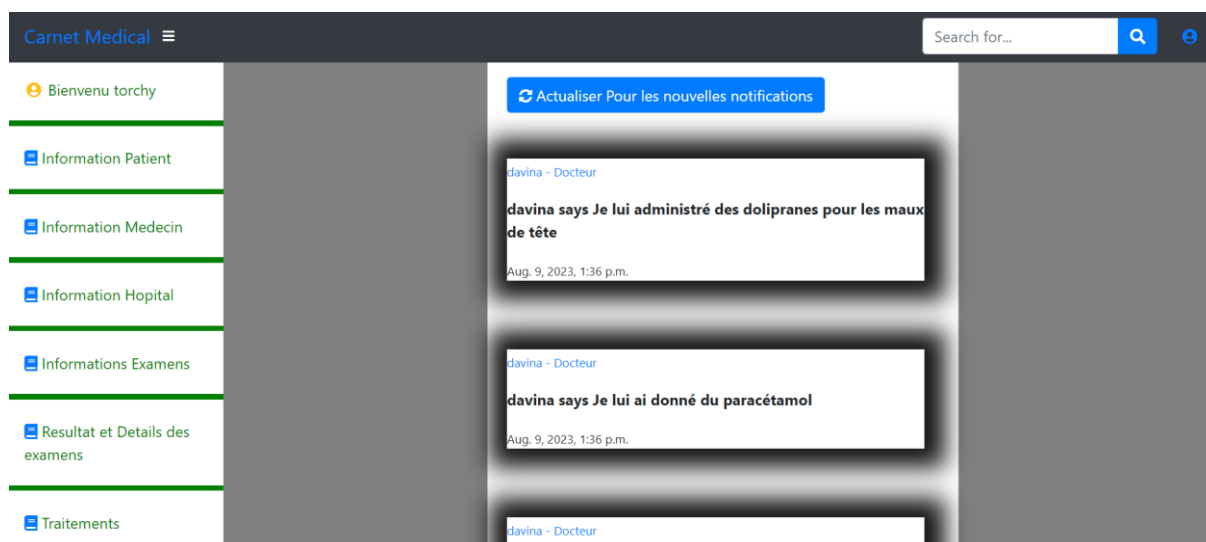 Carnet Medical
Search for...
Bienvenu torchy
Information Patient
Information Medecin
Information Hopital
Informations Examens
Resultat et Details des
examens
Traitements
Actualiser Pour les nouvelles notifications
davina - Docteur
davina says Je lui administré des dolipranes pour les maux
de tête
Aug. 9, 2023, 1:36 p.m.
davina - Docteur
davina says Je lui ai donné du paracétamol
Aug. 9, 2023, 1:36 p.m.
davina - Docteur